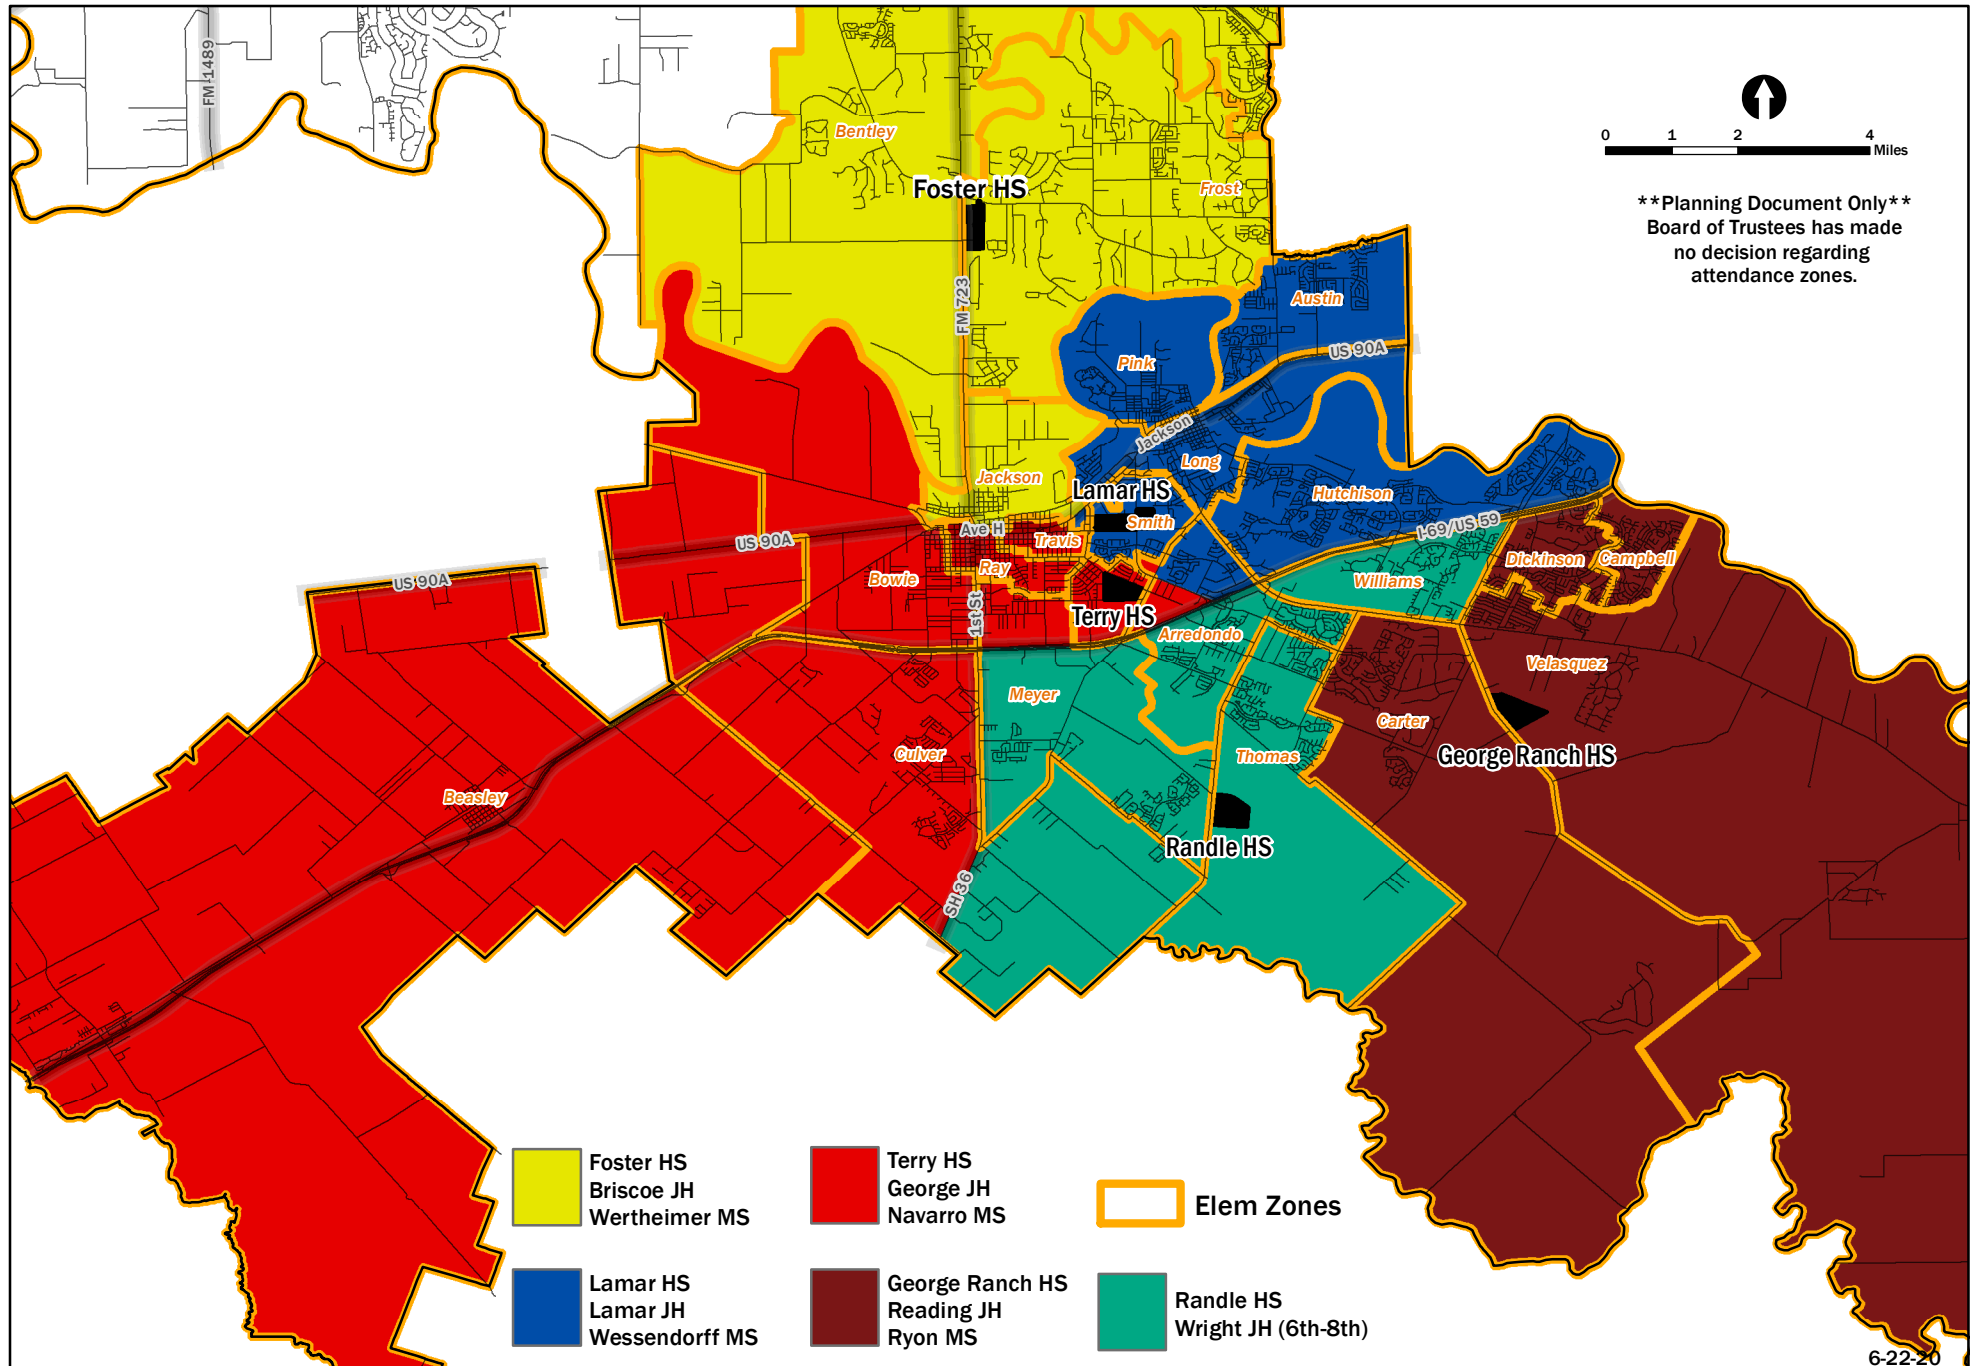 FM 1489
0 1 2 4
Miles
**Planning Document Only**
Board of Trustees has made
no decision regarding
attendance zones.
Bentley
Foster HS
Frost
FM 723
Austin
US 90A
Pink
Jackson
Long
Jackson
Lamar HS
Hutchison
Smith
I-69/US 59
Ave H
Travis
US 90A
Ray
Bowie
US 90A
1st St
Terry HS
Williams
Dickinson
Campbell
Arredondo
Velasquez
Meyer
Carter
Culver
Thomas
George Ranch HS
Beasley
Randle HS
SH 36
Foster HS
Briscoe JH
Wertheimer MS
Terry HS
George JH
Navarro MS
Elem Zones
Lamar HS
Lamar JH
Wessendorff MS
George Ranch HS
Reading JH
Ryon MS
Randle HS
Wright JH (6th-8th)
6-22-20